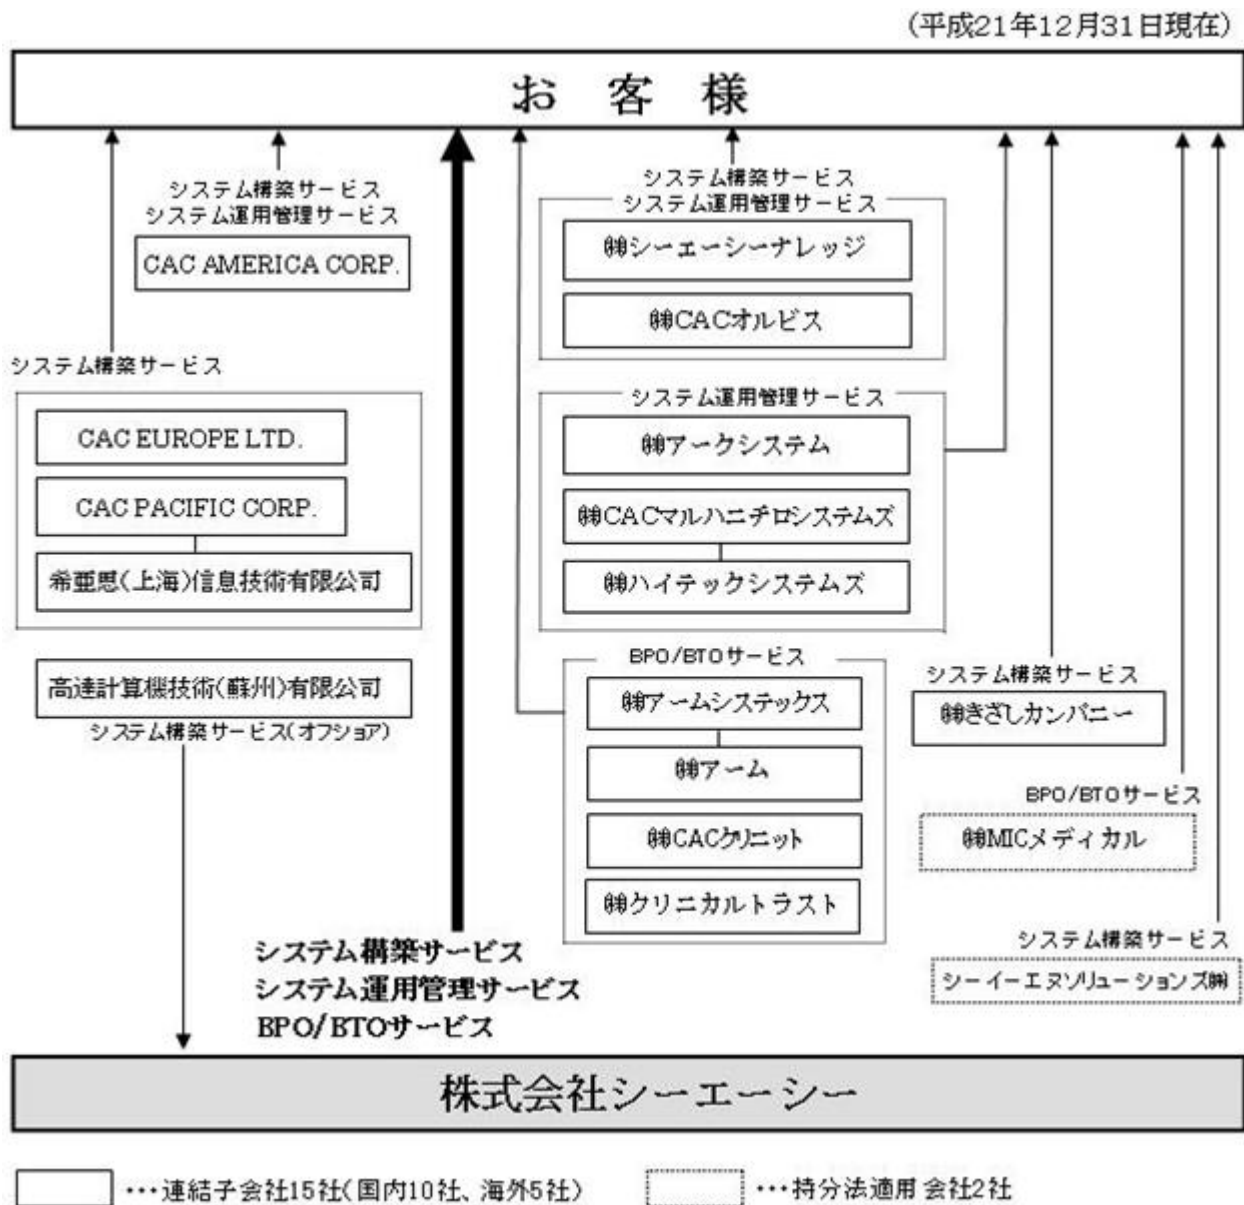 (平成21年12月31日現在)
お 客 様
システム構築サービス
システム運用管理サービス
CAC AMERICA CORP.
システム構築サービス
システム運用管理サービス
㈱シーエーシーナレッジ
㈱CACオルビス
システム構築サービス
CAC EUROPE LTD.
CAC PACIFIC CORP.
希亜思(上海)信息技術有限公司
システム運用管理サービス
㈱アークシステム
㈱CACマルハニチロシステムズ
㈱ハイテックシステムズ
高達計算機技術(蘇州)有限公司
システム構築サービス(オフショア)
BPO/BTOサービス
㈱アームシステックス
㈱アーム
㈱CACクリニット
㈱クリニカルトラスト
システム構築サービス
㈱きざしカンパニー
BPO/BTOサービス
㈱MICメディカル
システム構築サービス
シーイーエヌソリューションズ㈱
システム構築サービス
システム運用管理サービス
BPO/BTOサービス
株式会社シーエーシー
…連結子会社15社(国内10社、海外5社)
…持分法適用会社2社